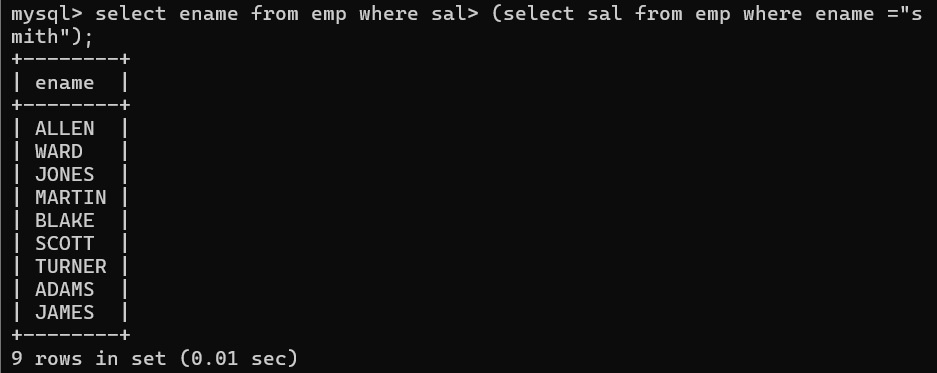 mysql> select ename from emp where sal> (select sal from emp where ename ="s
mith");
+--------+
| ename  |
+--------+
| ALLEN  |
| WARD   |
| JONES  |
| MARTIN |
| BLAKE  |
| SCOTT  |
| TURNER |
| ADAMS  |
| JAMES  |
+--------+
9 rows in set (0.01 sec)